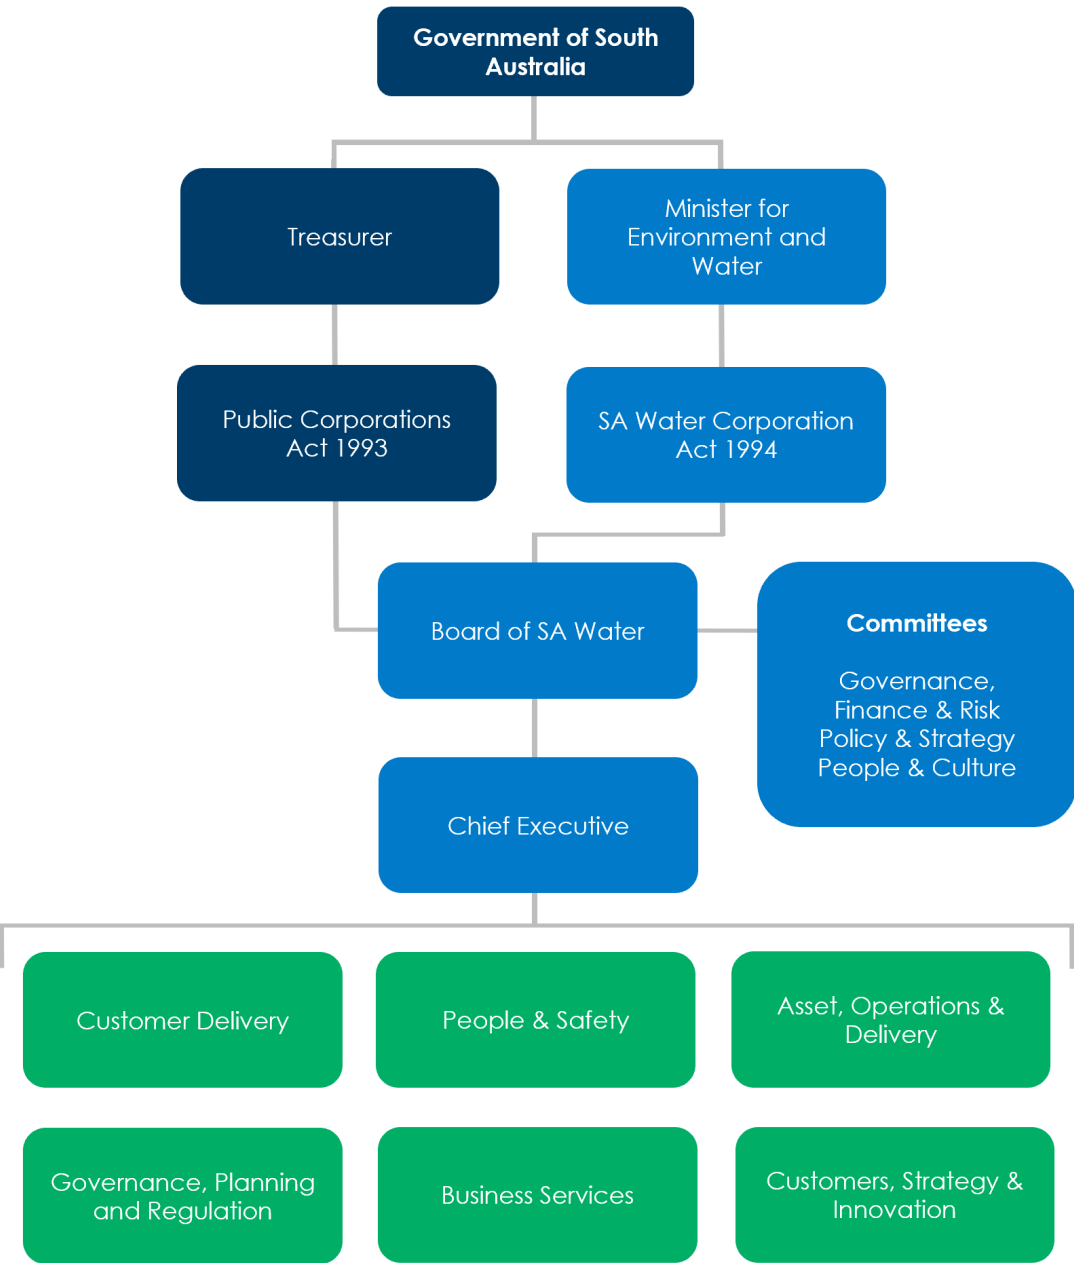 Government of South
Australia
Treasurer
Minister for
Environment and
Water
Public Corporations
Act 1993
SA Water Corporation
Act 1994
Board of SA Water
Committees
Governance,
Finance & Risk
Policy & Strategy
People & Culture
Chief Executive
Customer Delivery
People & Safety
Asset, Operations &
Delivery
Governance, Planning
and Regulation
Business Services
Customers, Strategy &
Innovation